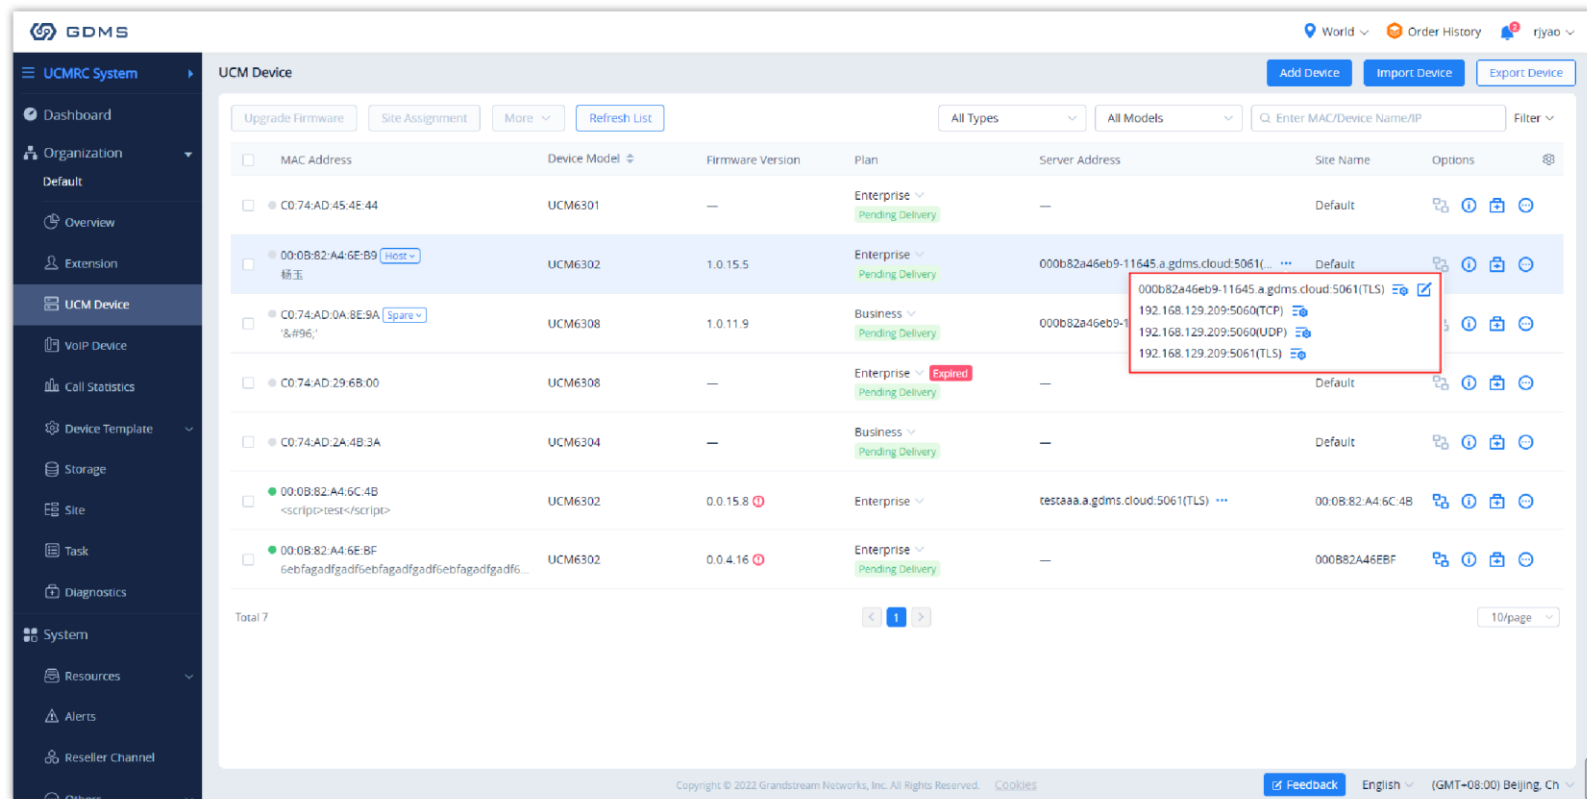 GDMS
World
Order History
2
rjyao
UCMRC System
UCM Device
Add Device
Import Device
Export Device
Dashboard
Organization
Default
Overview
Extension
UCM Device
VoIP Device
Call Statistics
Device Template
Storage
Site
Task
Diagnostics
System
Resources
Alerts
Reseller Channel
Others
Upgrade Firmware
Site Assignment
More
Refresh List
All Types
All Models
Enter MAC/Device Name/IP
Filter
MAC Address Device Model Firmware Version Plan Server Address Site Name Options
C0:74:AD:45:4E:44 UCM6301 — Enterprise — Default
Pending Delivery
00:0B:82:A4:6E:B9 Host UCM6302 1.0.15.5 Enterprise 000b82a46eb9-11645.a.gdms.cloud:5061(... ••• Default
杨玉 Pending Delivery
000b82a46eb9-11645.a.gdms.cloud:5061(TLS)
192.168.129.209:5060(TCP)
192.168.129.209:5060(UDP)
192.168.129.209:5061(TLS)
C0:74:AD:0A:8E:9A Spare UCM6308 1.0.11.9 Business 000b82a46eb9-1
'&#96;' Pending Delivery
C0:74:AD:29:6B:00 UCM6308 — Enterprise Expired — Default
Pending Delivery
C0:74:AD:2A:4B:3A UCM6304 — Business — Default
Pending Delivery
00:0B:82:A4:6C:4B UCM6302 0.0.15.8 Enterprise testaaa.a.gdms.cloud:5061(TLS) ••• 00:0B:82:A4:6C:4B
<script>test</script>
00:0B:82:A4:6E:BF UCM6302 0.0.4.16 Enterprise — 000B82A46EBF
6ebfagadfgadf6ebfagadfgadf6ebfagadfgadf6... Pending Delivery
Total 7
< 1 >
10/page
Copyright © 2022 Grandstream Networks, Inc. All Rights Reserved. Cookies
Feedback
English
(GMT+08:00) Beijing, Ch